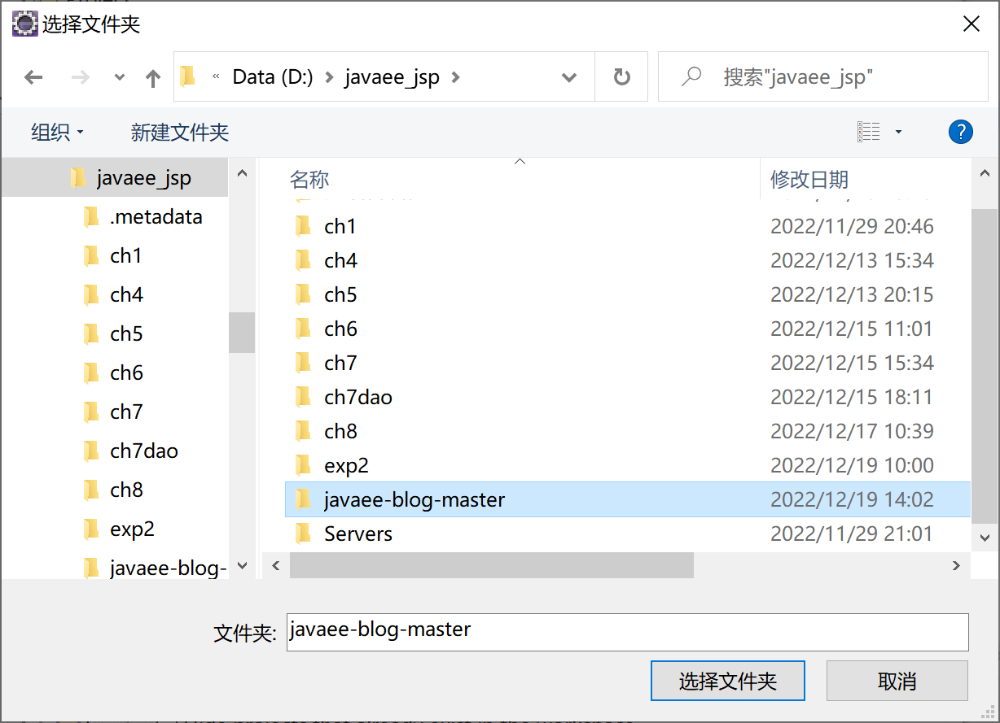 选择文件夹
« Data (D:) > javaee_jsp >
搜索"javaee_jsp"
组织
新建文件夹
?
javaee_jsp
.metadata
ch1
ch4
ch5
ch6
ch7
ch7dao
ch8
exp2
javaee-blog-
名称 修改日期
ch1 2022/11/29 20:46
ch4 2022/12/13 15:34
ch5 2022/12/13 20:15
ch6 2022/12/15 11:01
ch7 2022/12/15 15:34
ch7dao 2022/12/15 18:11
ch8 2022/12/17 10:39
exp2 2022/12/19 10:00
javaee-blog-master 2022/12/19 14:02
Servers 2022/11/29 21:01
文件夹: javaee-blog-master
选择文件夹 取消